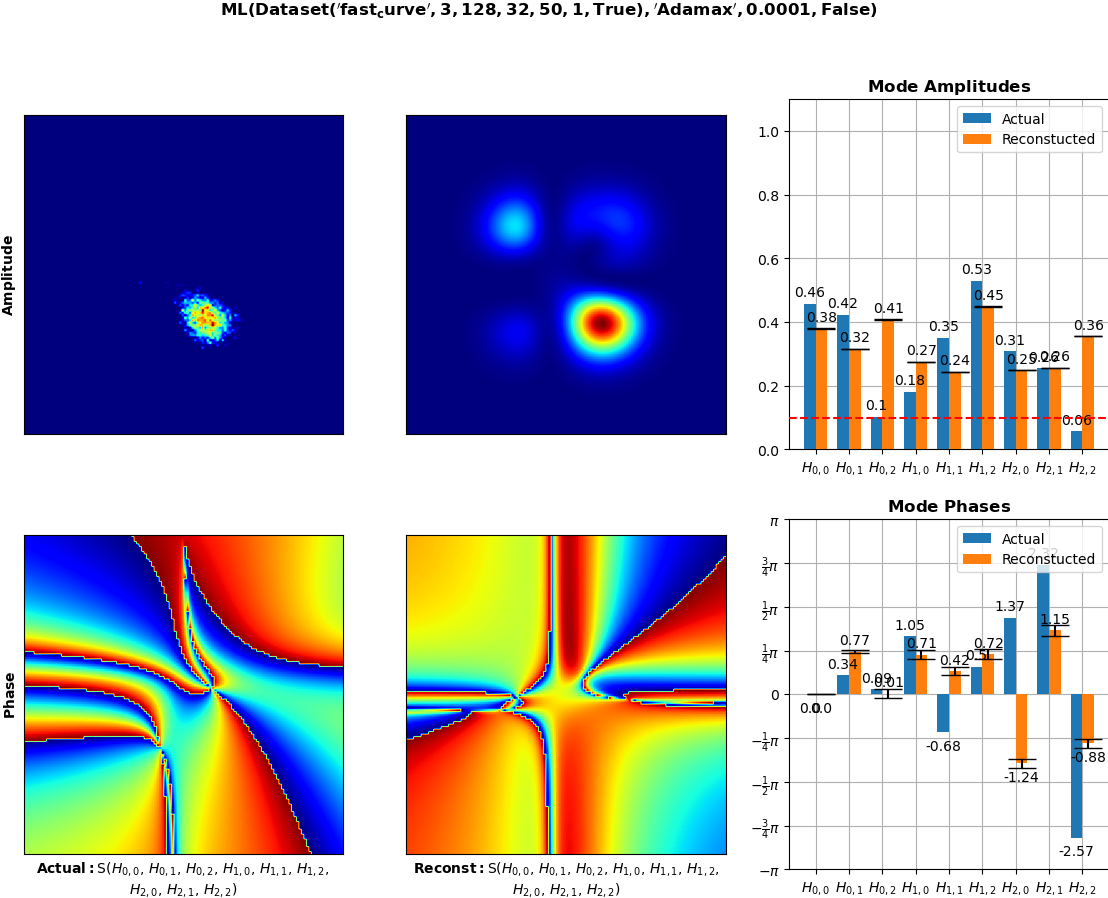 ML(Dataset('fast_curve', 3, 128, 32, 50, 1, True), 'Adamax', 0.0001, False)
Amplitude
Mode Amplitudes
Actual
Reconstucted
1.0
0.8
0.6
0.4
0.2
0.0
0.46 0.38 0.42 0.32 0.1 0.41 0.18 0.27 0.35 0.24 0.53 0.45 0.31 0.25 0.26 0.26 0.06 0.36
H0,0 H0,1 H0,2 H1,0 H1,1 H1,2 H2,0 H2,1 H2,2
Phase
Actual: S(H0,0, H0,1, H0,2, H1,0, H1,1, H1,2,
H2,0, H2,1, H2,2)
Reconst: S(H0,0, H0,1, H0,2, H1,0, H1,1, H1,2,
H2,0, H2,1, H2,2)
Mode Phases
Actual
Reconstucted
π
3/4π
1/2π
1/4π
0
−1/4π
−1/2π
−3/4π
−π
0.0 0.0 0.34 0.77 0.01 1.05 0.71 -0.68 0.42 0.72 1.37 -1.24 2.32 1.15 -2.57 -0.88
H0,0 H0,1 H0,2 H1,0 H1,1 H1,2 H2,0 H2,1 H2,2